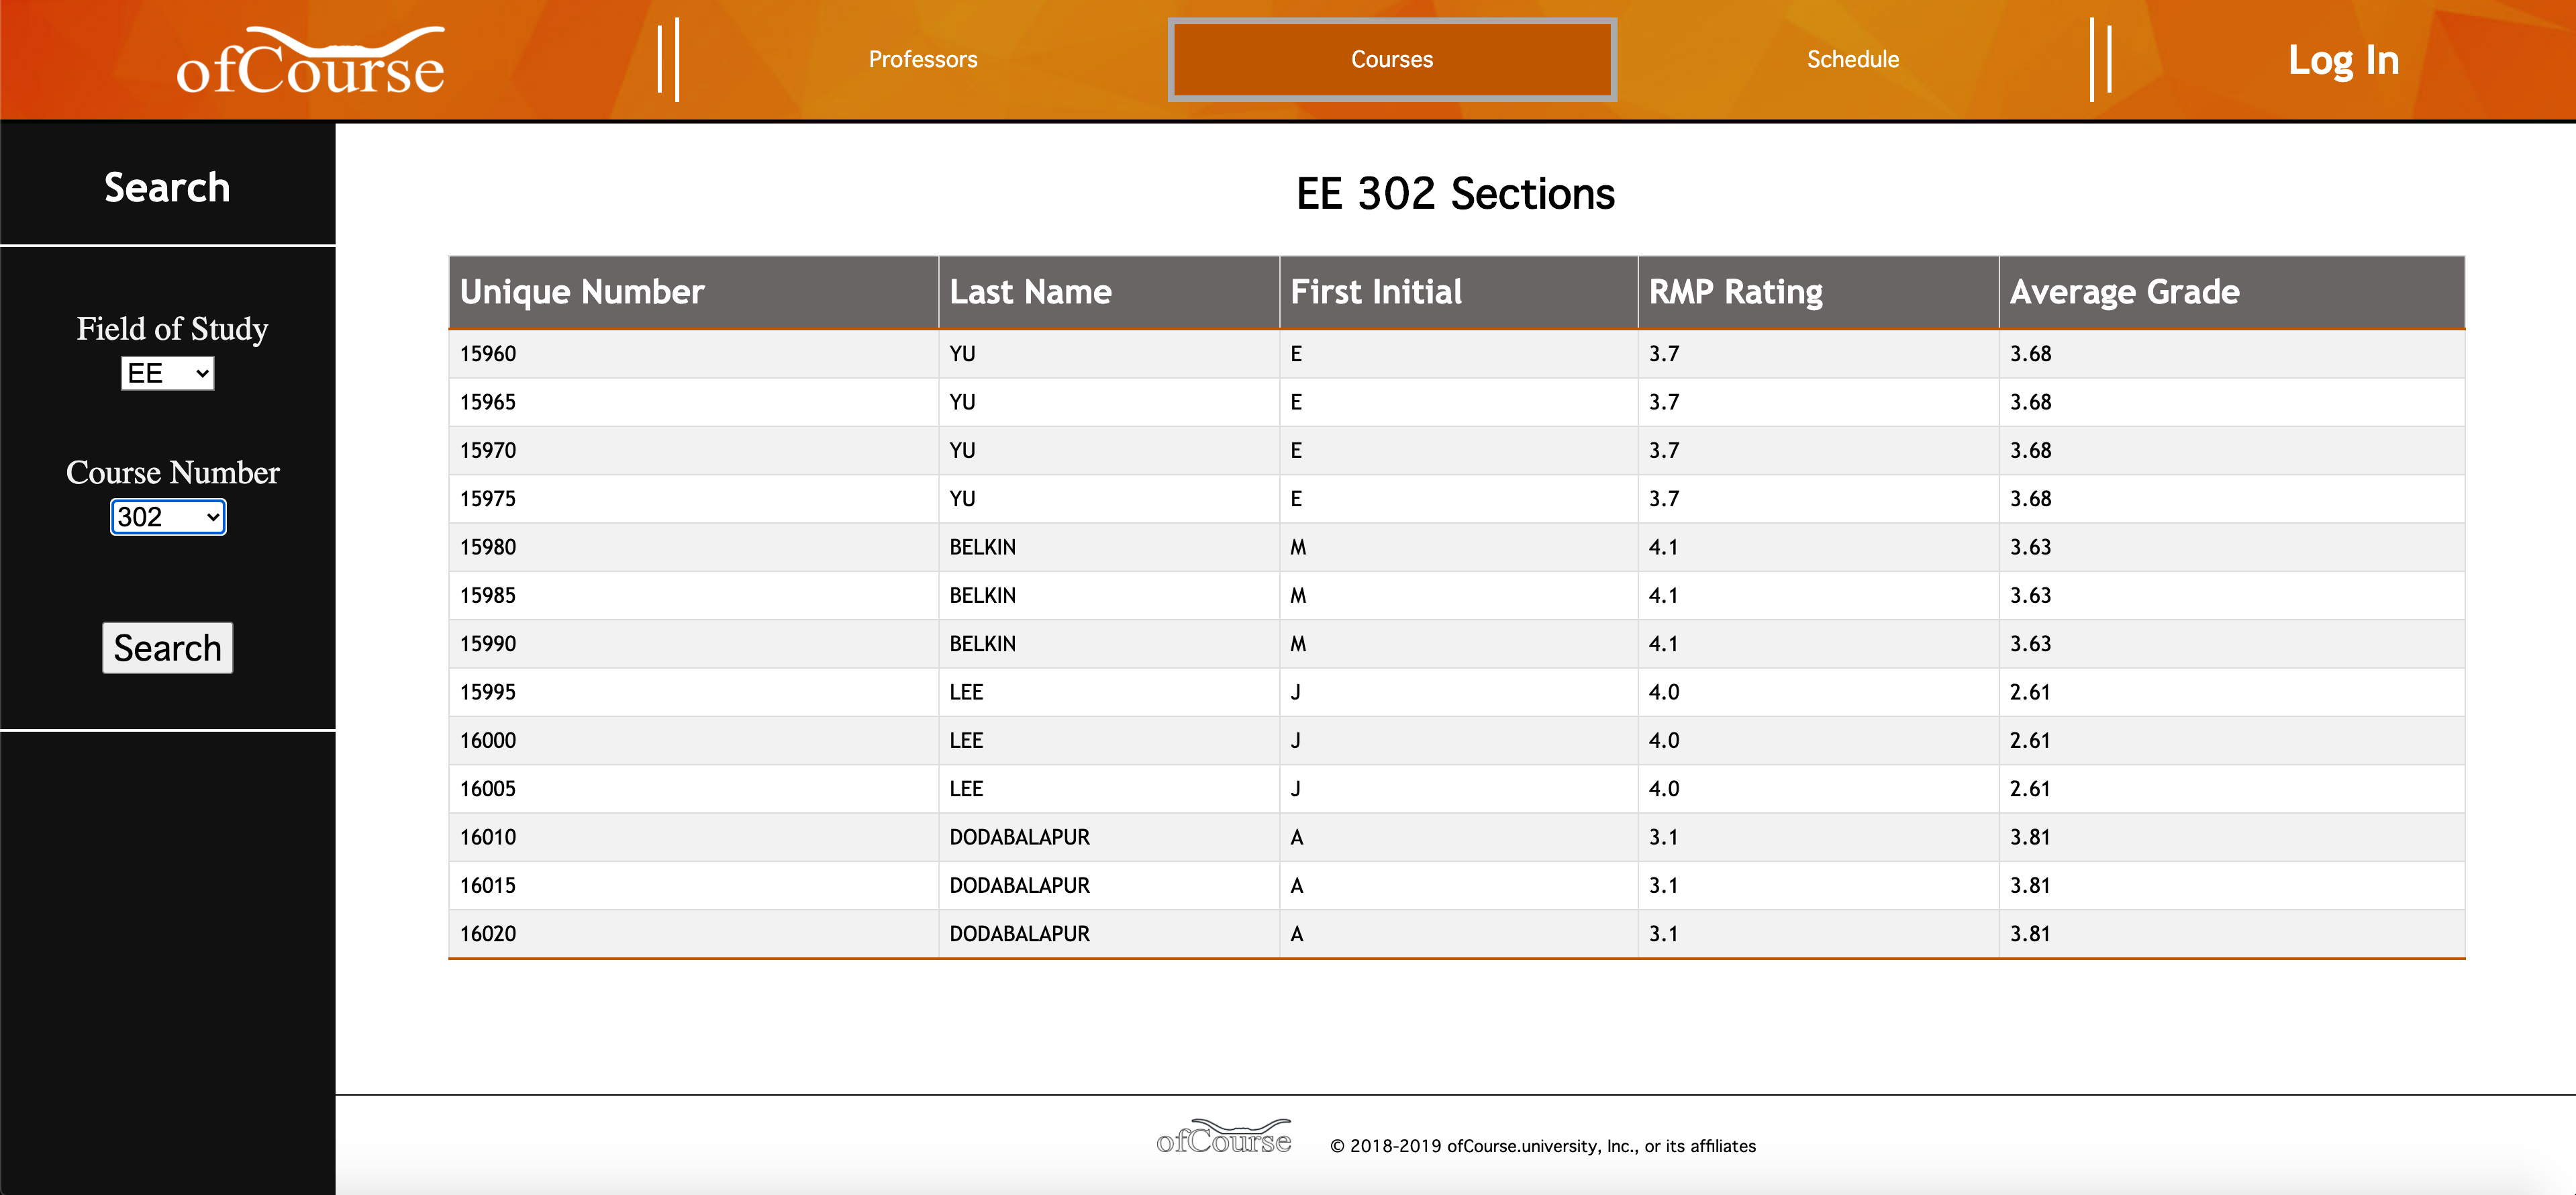 ofCourse
Professors
Courses
Schedule
Log In
Search
Field of Study
EE
Course Number
302
Search
EE 302 Sections
Unique Number Last Name First Initial RMP Rating Average Grade
15960 YU E 3.7 3.68
15965 YU E 3.7 3.68
15970 YU E 3.7 3.68
15975 YU E 3.7 3.68
15980 BELKIN M 4.1 3.63
15985 BELKIN M 4.1 3.63
15990 BELKIN M 4.1 3.63
15995 LEE J 4.0 2.61
16000 LEE J 4.0 2.61
16005 LEE J 4.0 2.61
16010 DODABALAPUR A 3.1 3.81
16015 DODABALAPUR A 3.1 3.81
16020 DODABALAPUR A 3.1 3.81
ofCourse
© 2018-2019 ofCourse.university, Inc., or its affiliates